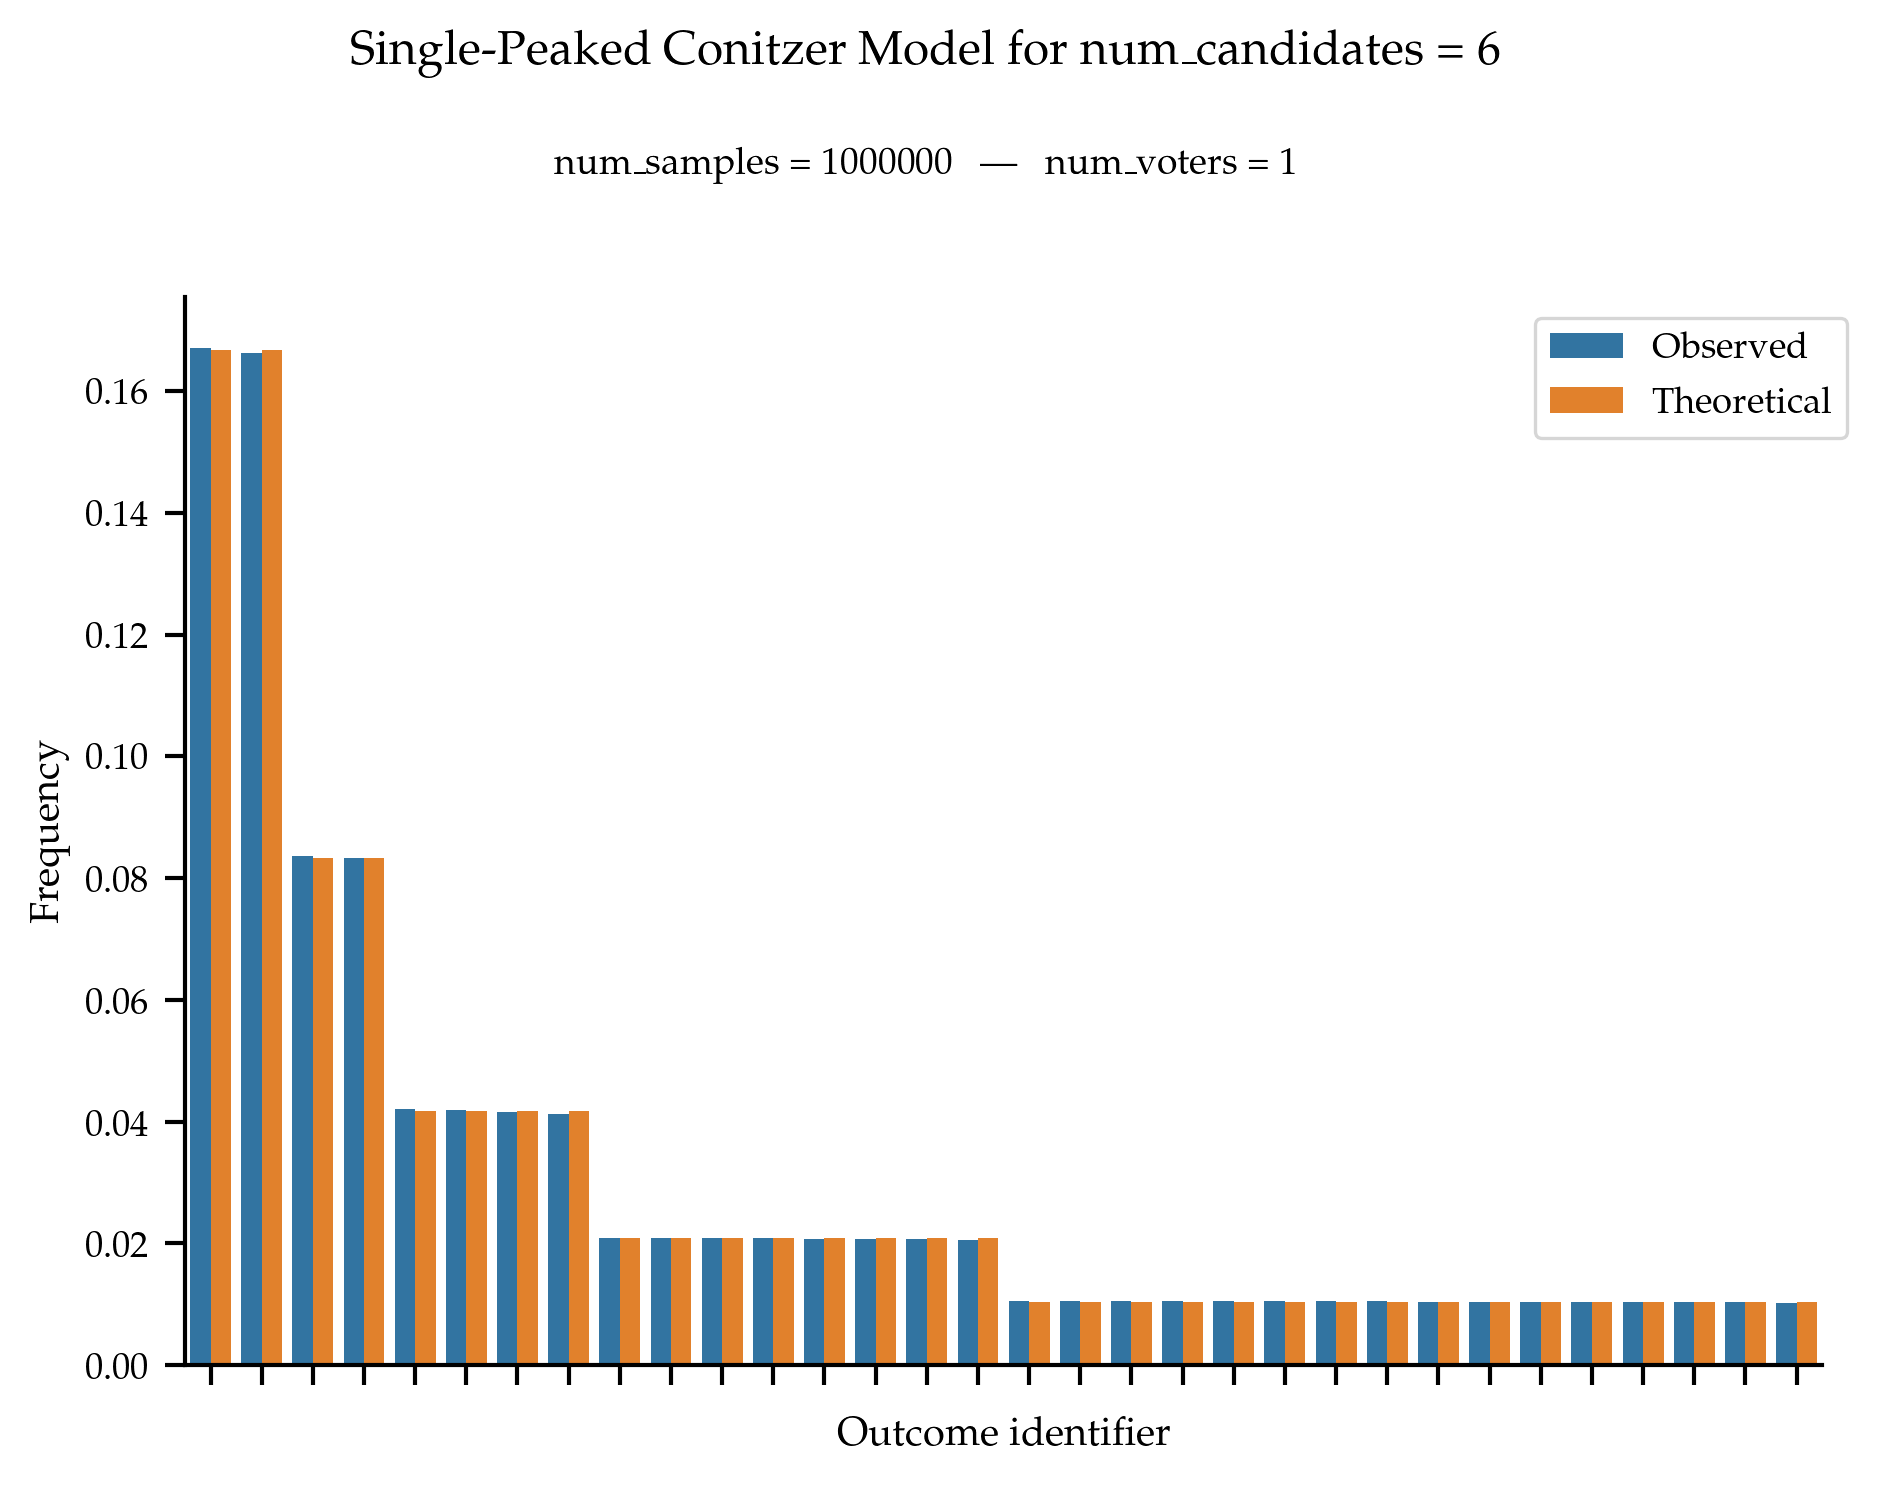 Single-Peaked Conitzer Model for num_candidates = 6
num_samples = 1000000 — num_voters = 1
Observed
Theoretical
0.16
0.14
0.12
0.10
0.08
0.06
0.04
0.02
0.00
Frequency
Outcome identifier